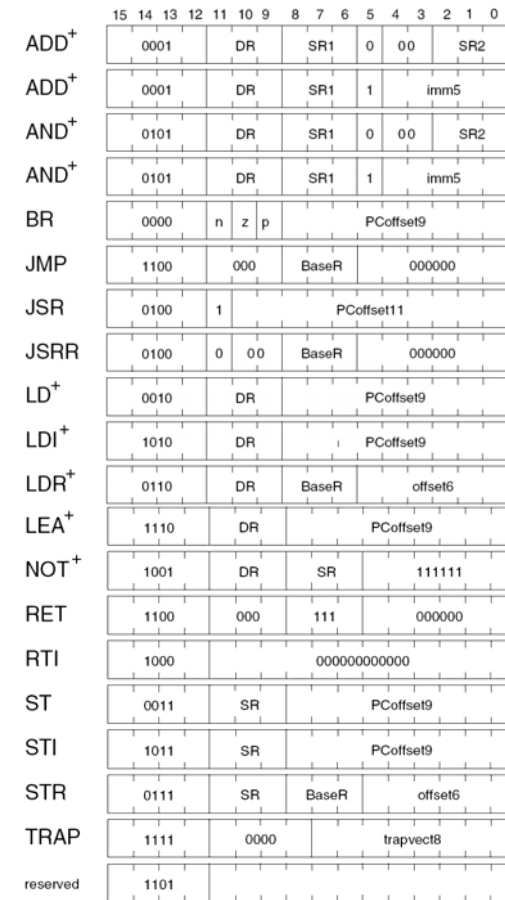 15 14 13 12 11 10 9 8 7 6 5 4 3 2 1 0
ADD+ 0001 DR SR1 0 00 SR2
ADD+ 0001 DR SR1 1 imm5
AND+ 0101 DR SR1 0 00 SR2
AND+ 0101 DR SR1 1 imm5
BR 0000 n z p PCoffset9
JMP 1100 000 BaseR 000000
JSR 0100 1 PCoffset11
JSRR 0100 0 00 BaseR 000000
LD+ 0010 DR PCoffset9
LDI+ 1010 DR PCoffset9
LDR+ 0110 DR BaseR offset6
LEA+ 1110 DR PCoffset9
NOT+ 1001 DR SR 111111
RET 1100 000 111 000000
RTI 1000 000000000000
ST 0011 SR PCoffset9
STI 1011 SR PCoffset9
STR 0111 SR BaseR offset6
TRAP 1111 0000 trapvect8
reserved 1101